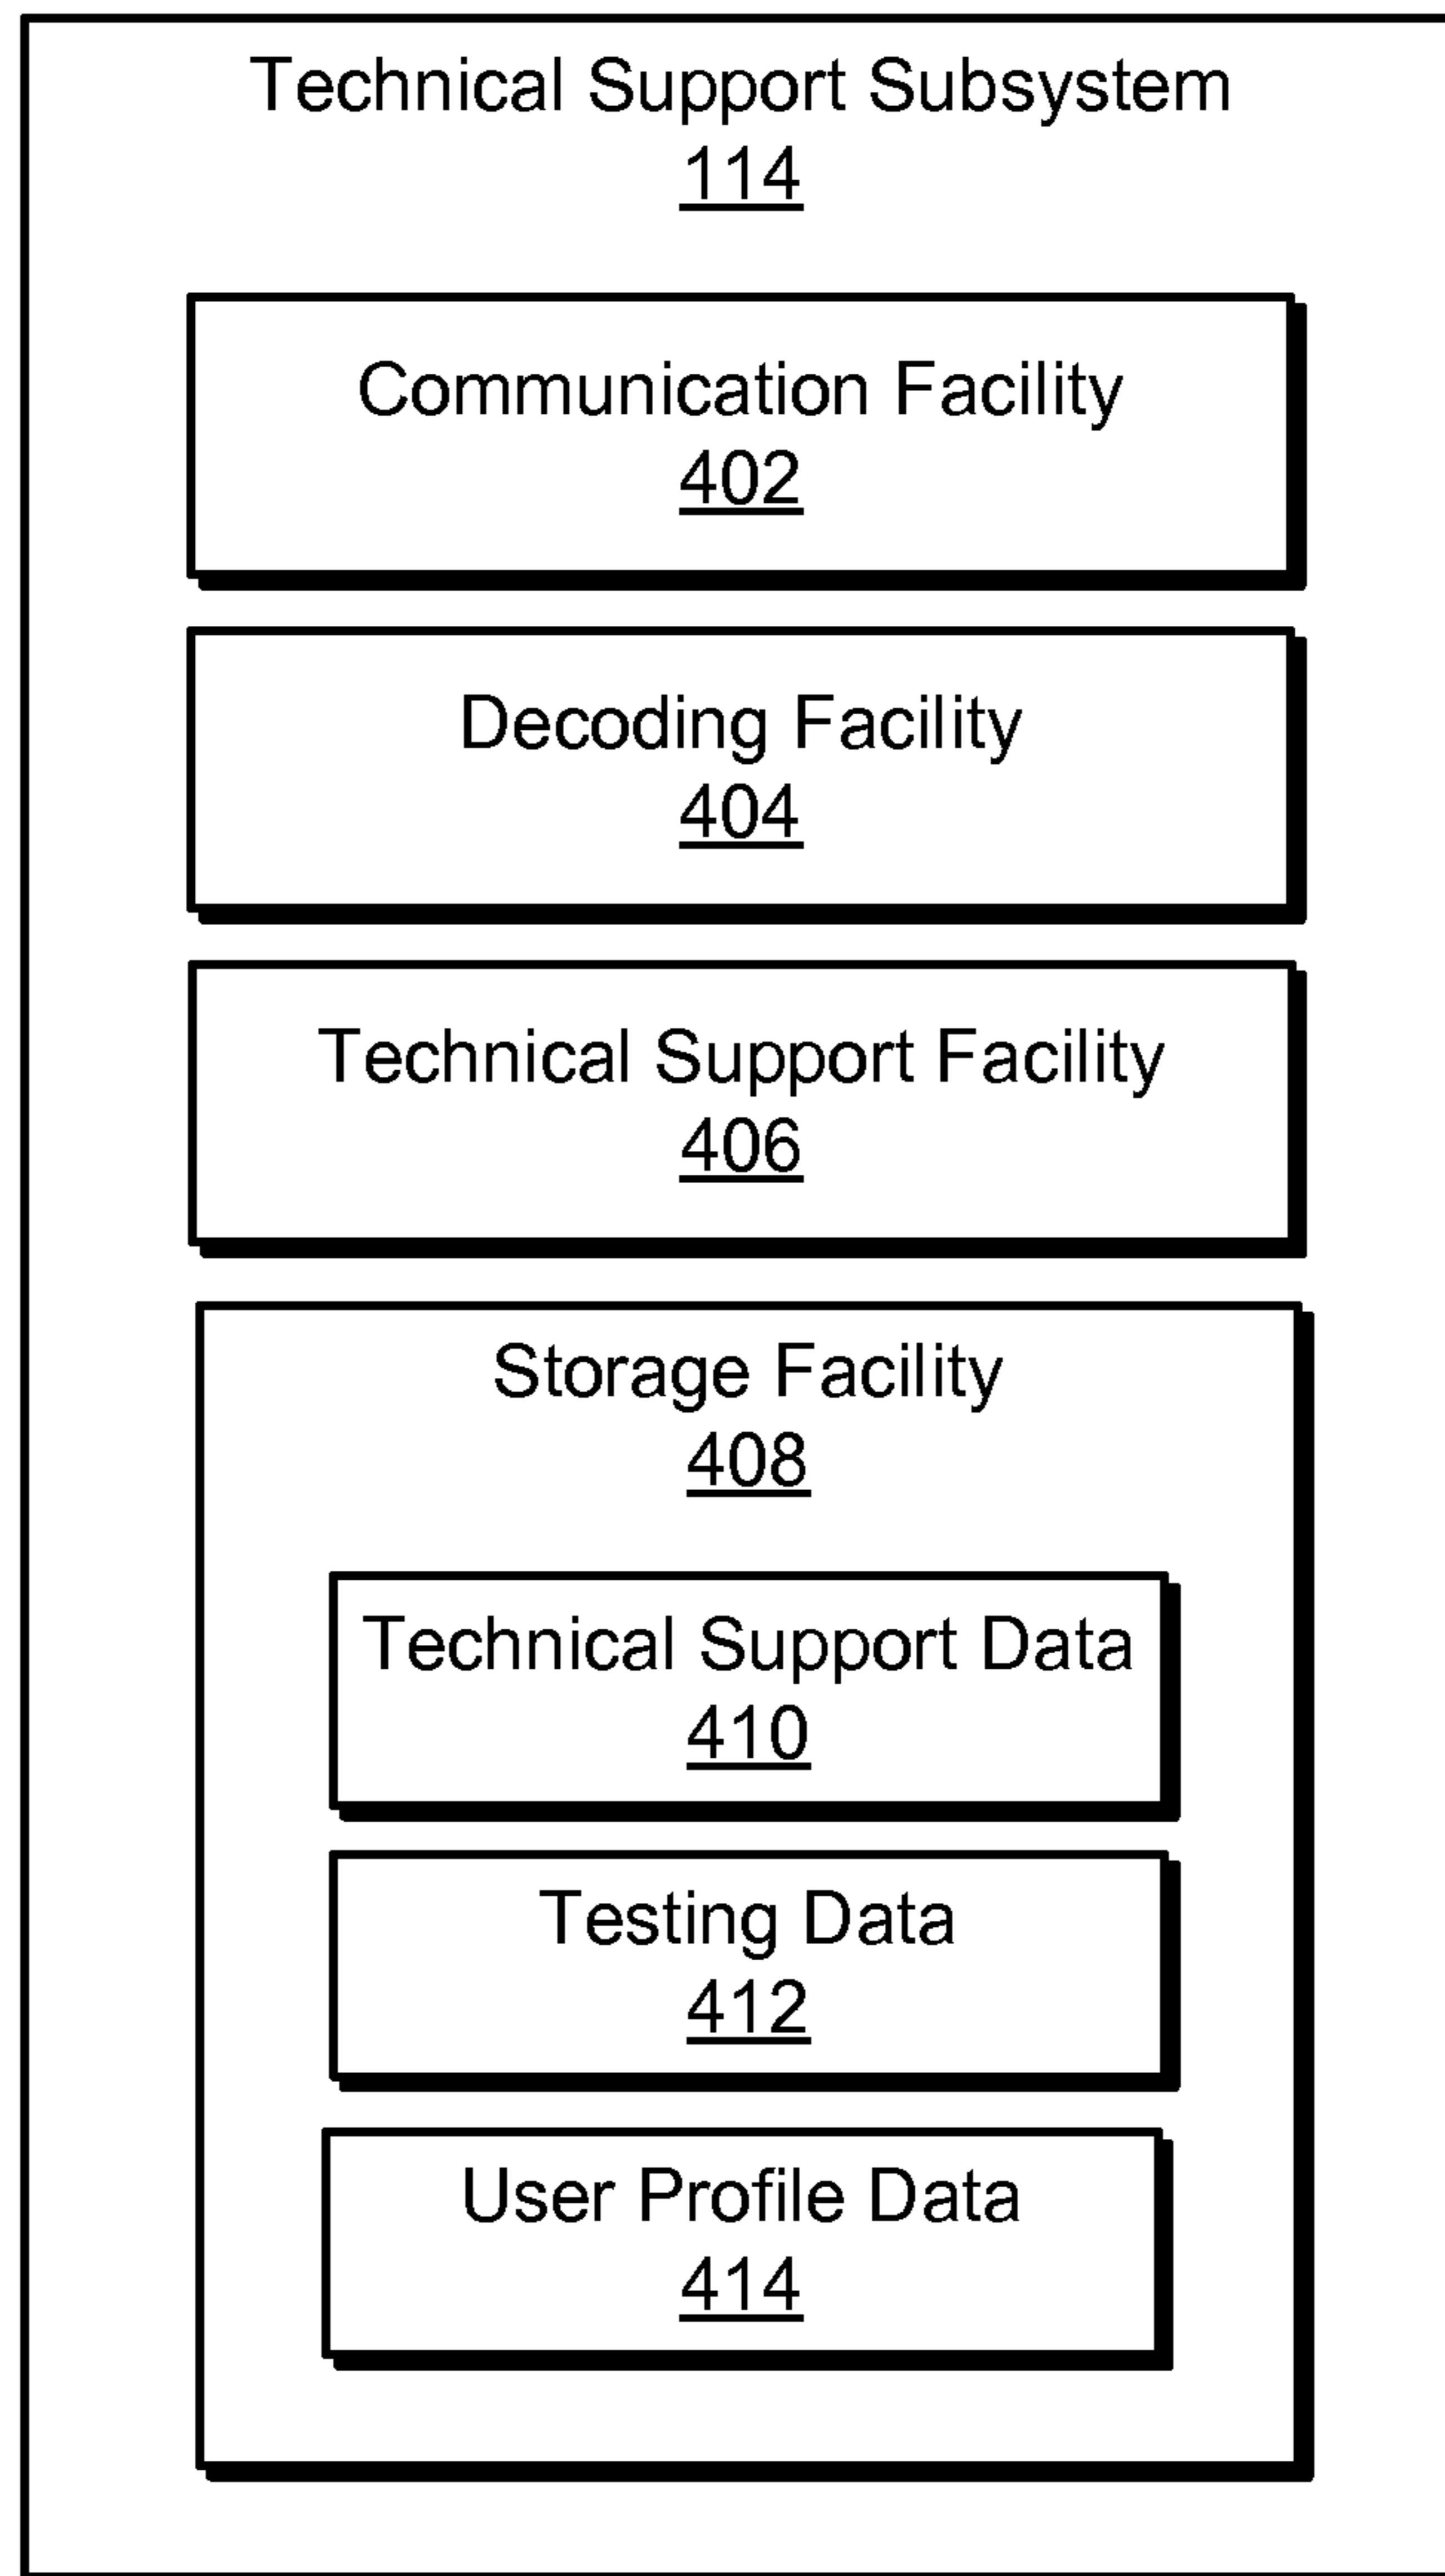 Technical Support Subsystem
114
Communication Facility
402
Decoding Facility
404
Technical Support Facility
406
Storage Facility
408
Technical Support Data
410
Testing Data
412
User Profile Data
414